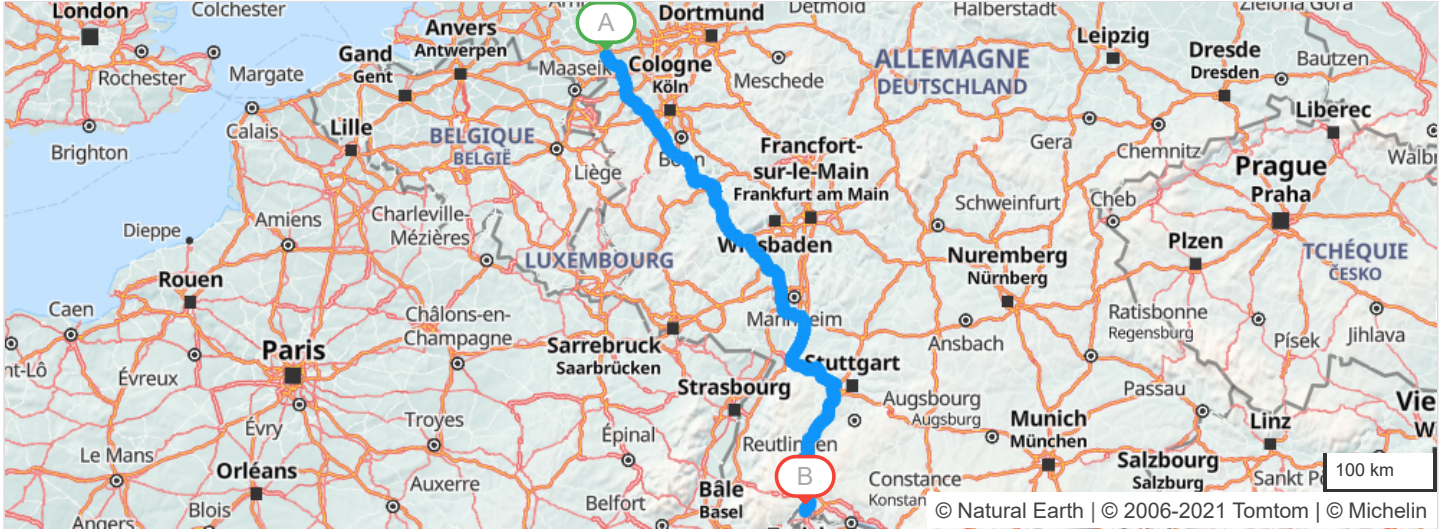 London
Colchester
Dortmund
Detmold
Halberstadt
Zielona Góra
A
Anvers
Antwerpen
Leipzig
Dresde
Dresden
Bautzen
Gand
Gent
Rochester
Margate
Maaseik
Cologne
Köln
Meschede
ALLEMAGNE
DEUTSCHLAND
Liberec
Calais
Lille
BELGIQUE
BELGIË
Gera
Chemnitz
Brighton
Francfort-
sur-le-Main
Frankfurt am Main
Prague
Praha
Liège
Schweinfurt
Cheb
Amiens
Charleville-
Mézières
Dieppe
Wiesbaden
Nuremberg
Nürnberg
Plzen
TCHÉQUIE
ČESKO
LUXEMBOURG
Rouen
Caen
Châlons-en-
Champagne
Mannheim
Ratisbonne
Regensburg
Písek
Jihlava
Paris
Sarrebruck
Saarbrücken
Ansbach
Évreux
Stuttgart
Strasbourg
Passau
Augsbourg
Augsburg
Évry
Troyes
Épinal
Reutlingen
Munich
München
Linz
Le Mans
Orléans
Auxerre
B
Salzbourg
Salzburg
100 km
Constance
Bâle
Basel
Blois
Belfort
Angers
© Natural Earth | © 2006-2021 Tomtom | © Michelin